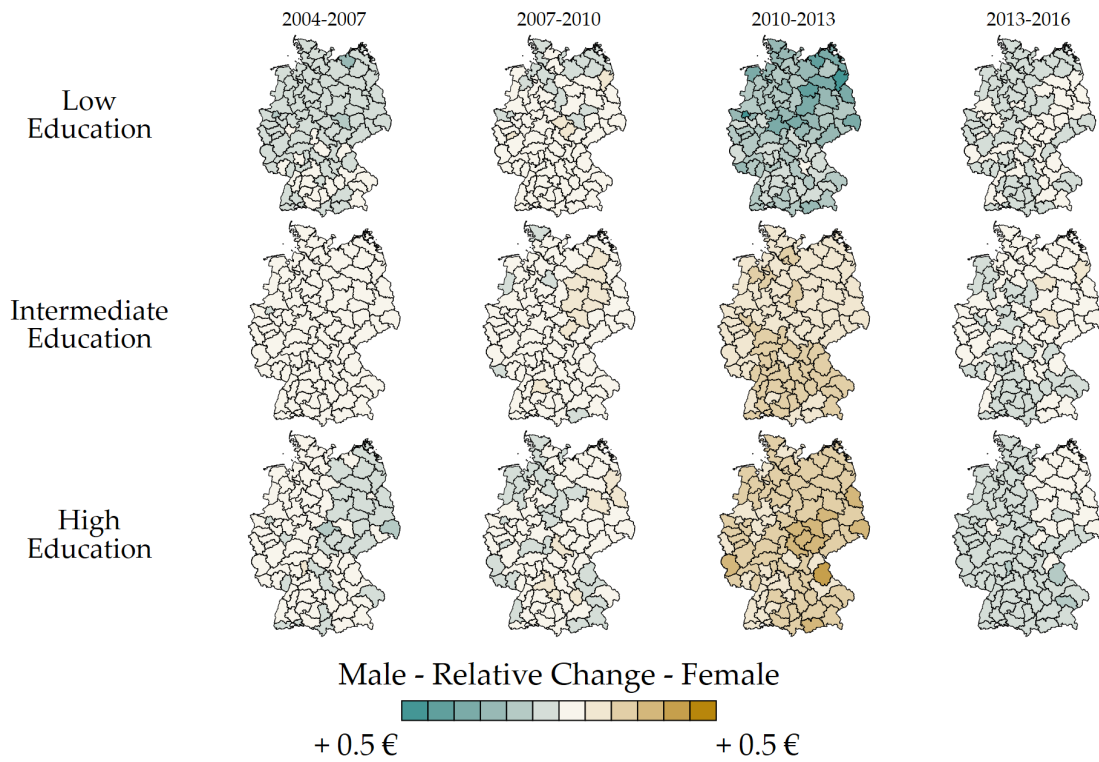 2004-2007 2007-2010 2010-2013 2013-2016
Low
Education
Intermediate
Education
High
Education
Male - Relative Change - Female
+ 0.5 € + 0.5 €